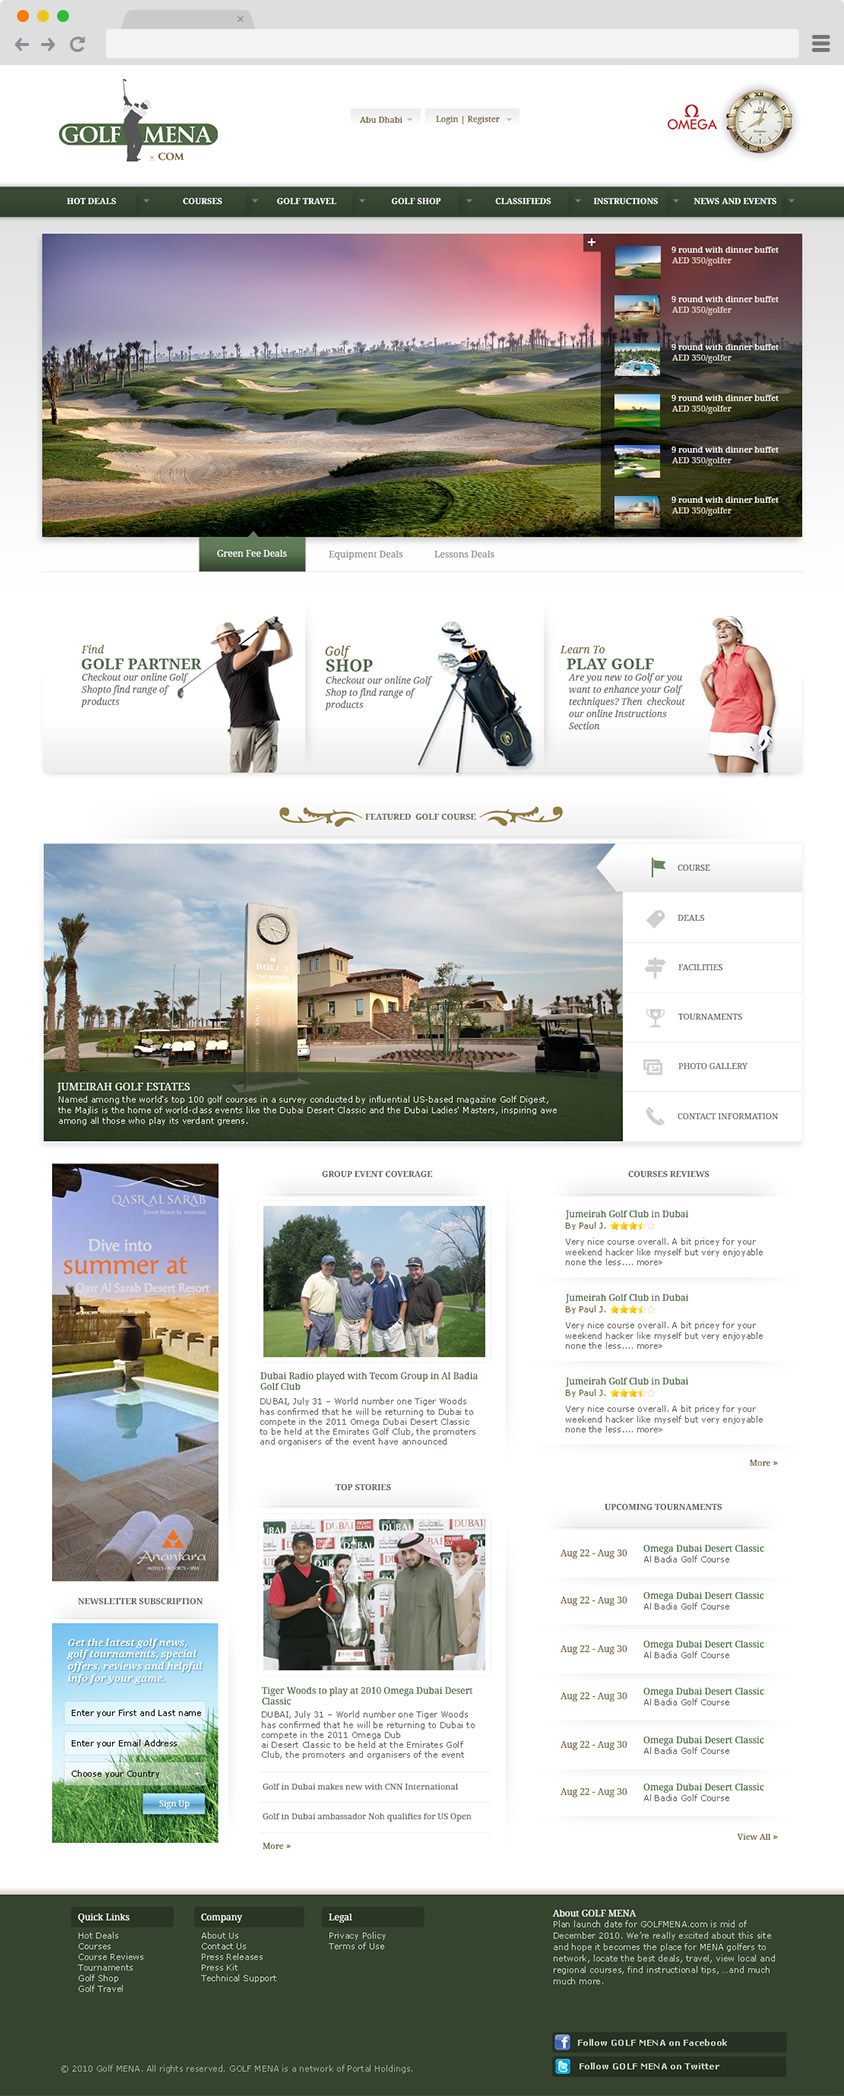 GOLF MENA
.COM
Abu Dhabi
Login | Register
Ω
OMEGA
HOT DEALS
COURSES
GOLF TRAVEL
GOLF SHOP
CLASSIFIEDS
INSTRUCTIONS
NEWS AND EVENTS
+
9 round with dinner buffet
AED 350/golfer
9 round with dinner buffet
AED 350/golfer
9 round with dinner buffet
AED 350/golfer
9 round with dinner buffet
AED 350/golfer
9 round with dinner buffet
AED 350/golfer
9 round with dinner buffet
AED 350/golfer
Green Fee Deals
Equipment Deals
Lessons Deals
Find
GOLF PARTNER
Checkout our online Golf
Shopto find range of
products
Golf
SHOP
Checkout our online Golf
Shop to find range of
products
Learn To
PLAY GOLF
Are you new to Golf or you
want to enhance your Golf
techniques? Then checkout
our online Instructions
Section
FEATURED GOLF COURSE
ROLEX
JUMEIRAH GOLF ESTATES
Named among the world's top 100 golf courses in a survey conducted by influential US-based magazine Golf Digest,
the Majlis is the home of world-class events like the Dubai Desert Classic and the Dubai Ladies' Masters, inspiring awe
among all those who play its verdant greens.
COURSE
DEALS
FACILITIES
TOURNAMENTS
PHOTO GALLERY
CONTACT INFORMATION
QASR AL SARAB
Desert Resort by Anantara
Dive into
summer at
Qasr Al Sarab Desert Resort
Anantara
HOTELS • RESORTS • SPAS
NEWSLETTER SUBSCRIPTION
Get the latest golf news,
golf tournaments, special
offers, reviews and helpful
info for your game.
Enter your First and Last name
Enter your Email Address
Choose your Country
Sign Up
GROUP EVENT COVERAGE
Dubai Radio played with Tecom Group in Al Badia
Golf Club
DUBAI, July 31 – World number one Tiger Woods
has confirmed that he will be returning to Dubai to
compete in the 2011 Omega Dubai Desert Classic
to be held at the Emirates Golf Club, the promoters
and organisers of the event have announced
TOP STORIES
Tiger Woods to play at 2010 Omega Dubai Desert
Classic
DUBAI, July 31 – World number one Tiger Woods
has confirmed that he will be returning to Dubai to
compete in the 2011 Omega Dub
ai Desert Classic to be held at the Emirates Golf
Club, the promoters and organisers of the event
Golf in Dubai makes new with CNN International
Golf in Dubai ambassador Noh qualifies for US Open
More »
COURSES REVIEWS
Jumeirah Golf Club in Dubai
By Paul J.
Very nice course overall. A bit pricey for your
weekend hacker like myself but very enjoyable
none the less.... more»
Jumeirah Golf Club in Dubai
By Paul J.
Very nice course overall. A bit pricey for your
weekend hacker like myself but very enjoyable
none the less.... more»
Jumeirah Golf Club in Dubai
By Paul J.
Very nice course overall. A bit pricey for your
weekend hacker like myself but very enjoyable
none the less.... more»
More »
UPCOMING TOURNAMENTS
Aug 22 - Aug 30
Omega Dubai Desert Classic
Al Badia Golf Course
Aug 22 - Aug 30
Omega Dubai Desert Classic
Al Badia Golf Course
Aug 22 - Aug 30
Omega Dubai Desert Classic
Al Badia Golf Course
Aug 22 - Aug 30
Omega Dubai Desert Classic
Al Badia Golf Course
Aug 22 - Aug 30
Omega Dubai Desert Classic
Al Badia Golf Course
Aug 22 - Aug 30
Omega Dubai Desert Classic
Al Badia Golf Course
View All »
Quick Links
Hot Deals
Courses
Course Reviews
Tournaments
Golf Shop
Golf Travel
Company
About Us
Contact Us
Press Releases
Press Kit
Technical Support
Legal
Privacy Policy
Terms of Use
About GOLF MENA
Plan launch date for GOLFMENA.com is mid of
December 2010. We're really excited about this site
and hope it becomes the place for MENA golfers to
network, locate the best deals, travel, view local and
regional courses, find instructional tips, ...and much
much more.
Follow GOLF MENA on Facebook
Follow GOLF MENA on Twitter
© 2010 Golf MENA. All rights reserved. GOLF MENA is a network of Portal Holdings.